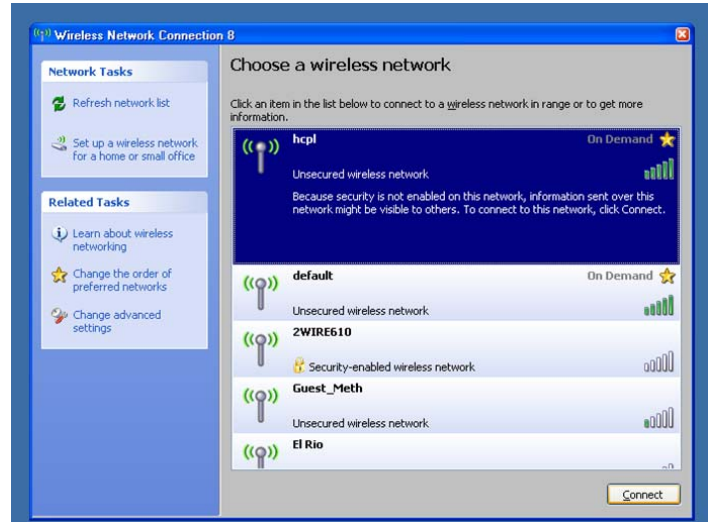 Wireless Network Connection 8
Network Tasks
Refresh network list
Set up a wireless network
for a home or small office
Related Tasks
Learn about wireless
networking
Change the order of
preferred networks
Change advanced
settings
Choose a wireless network
Click an item in the list below to connect to a wireless network in range or to get more
information.
hcpl
On Demand
Unsecured wireless network
Because security is not enabled on this network, information sent over this
network might be visible to others. To connect to this network, click Connect.
default
On Demand
Unsecured wireless network
2WIRE610
Security-enabled wireless network
Guest_Meth
Unsecured wireless network
El Rio
Connect